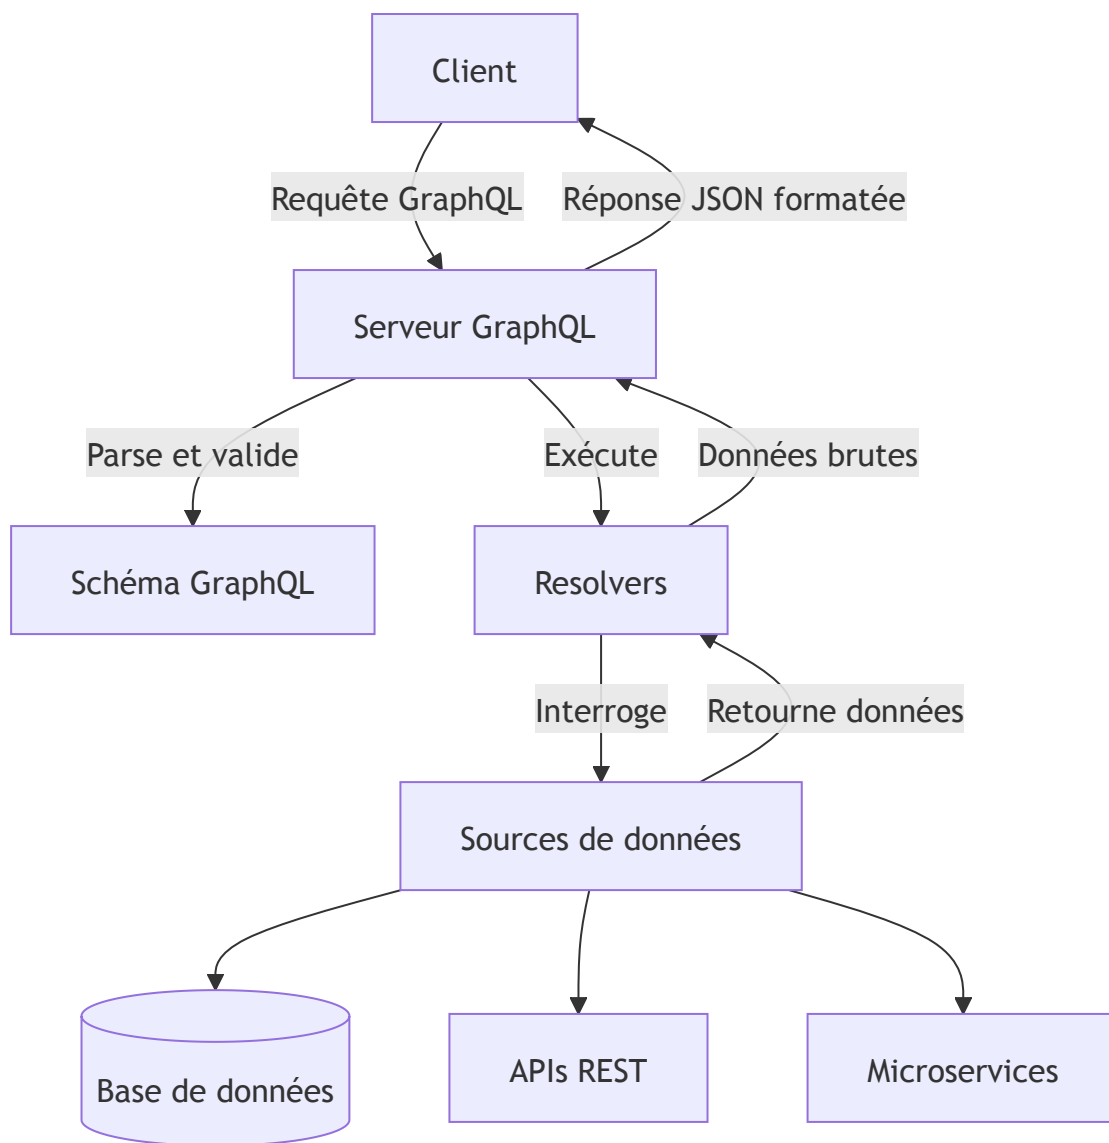 Client
Requête GraphQL
Réponse JSON formatée
Serveur GraphQL
Parse et valide
Exécute
Données brutes
Schéma GraphQL
Resolvers
Interroge
Retourne données
Sources de données
Base de données
APIs REST
Microservices